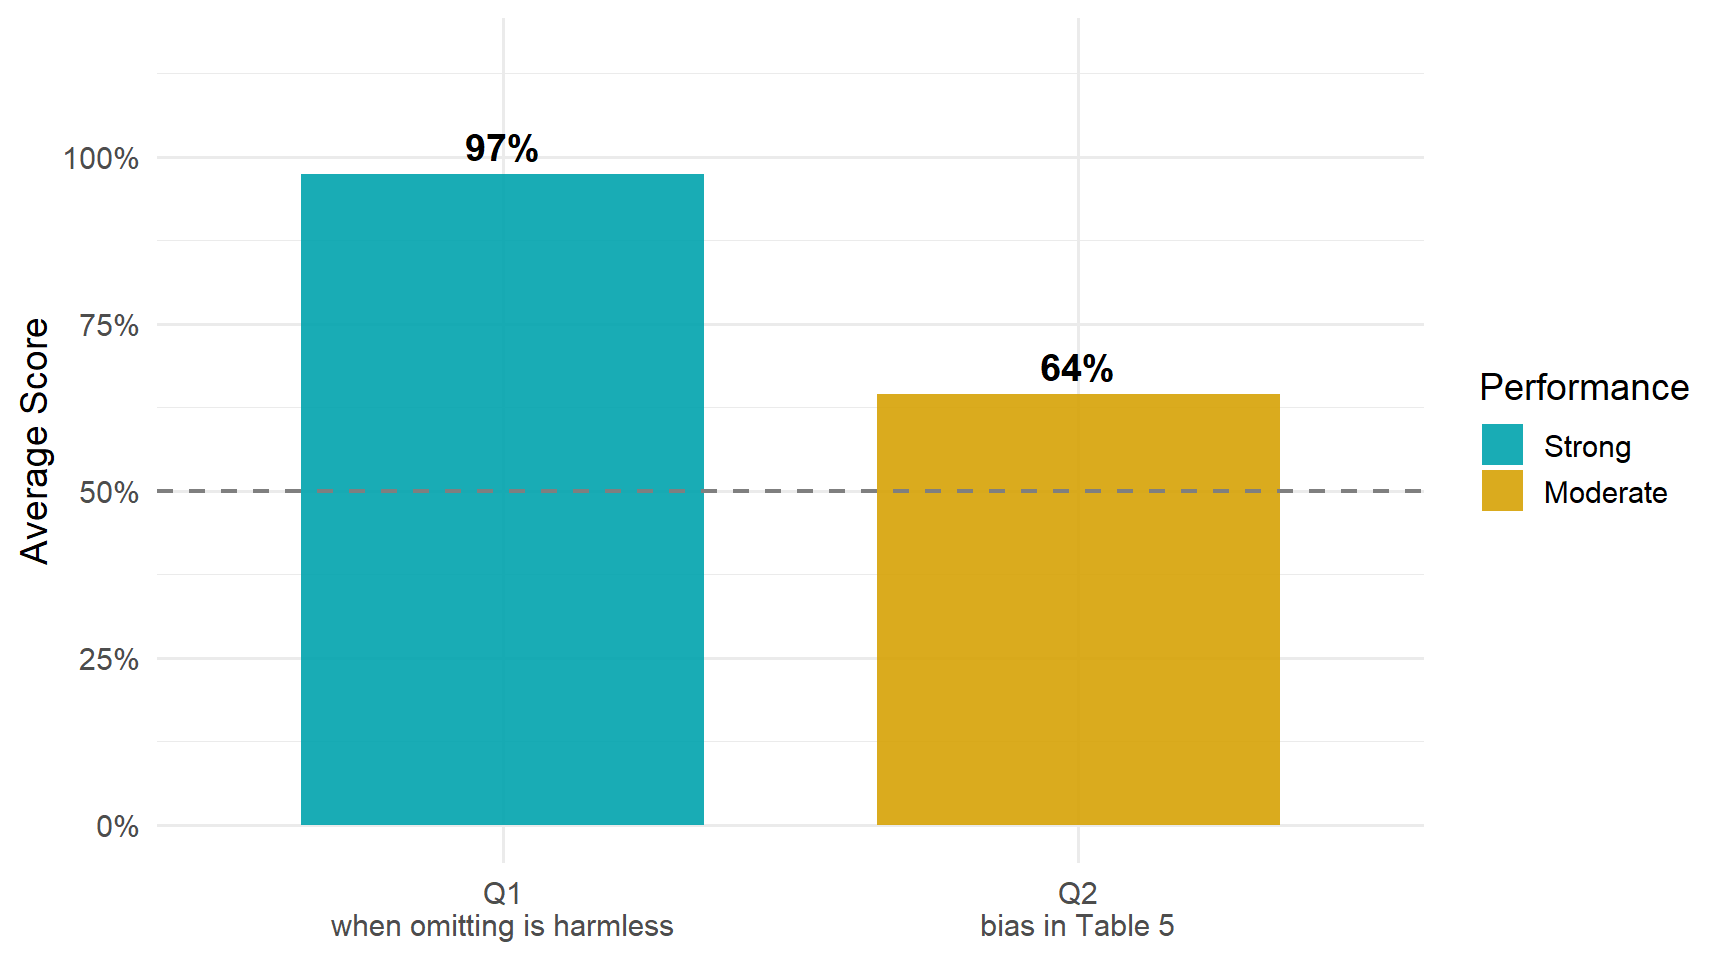 97%
64%
100%
75%
50%
25%
0%
Average Score
Q1
when omitting is harmless
Q2
bias in Table 5
Performance
Strong
Moderate